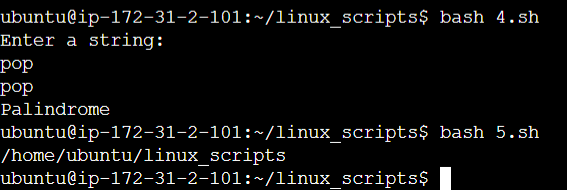 ubuntu@ip-172-31-2-101:~/linux_scripts$ bash 4.sh
Enter a string:
pop
pop
Palindrome
ubuntu@ip-172-31-2-101:~/linux_scripts$ bash 5.sh
/home/ubuntu/linux_scripts
ubuntu@ip-172-31-2-101:~/linux_scripts$